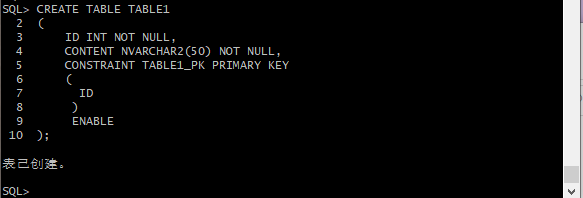 SQL> CREATE TABLE TABLE1
2 (
3 ID INT NOT NULL,
4 CONTENT NVARCHAR2(50) NOT NULL,
5 CONSTRAINT TABLE1_PK PRIMARY KEY
6 (
7 ID
8 )
9 ENABLE
10 );
表已创建。
SQL>